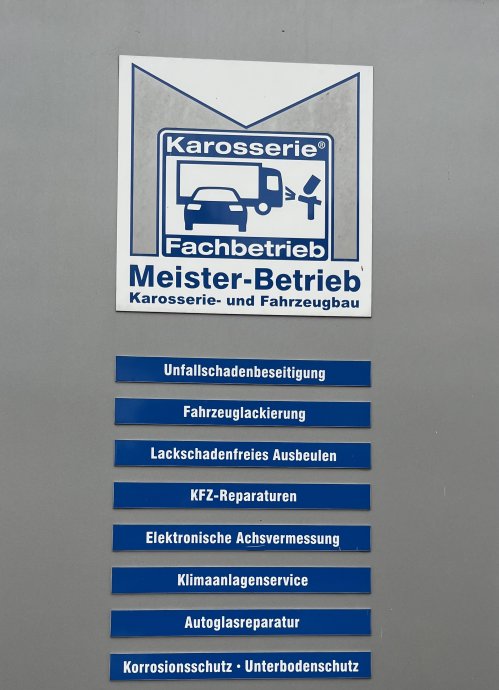 Karosserie®
Fachbetrieb
Meister-Betrieb
Karosserie- und Fahrzeugbau
Unfallschadenbeseitigung
Fahrzeuglackierung
Lackschadenfreies Ausbeulen
KFZ-Reparaturen
Elektronische Achsvermessung
Klimaanlagenservice
Autoglasreparatur
Korrosionsschutz · Unterbodenschutz